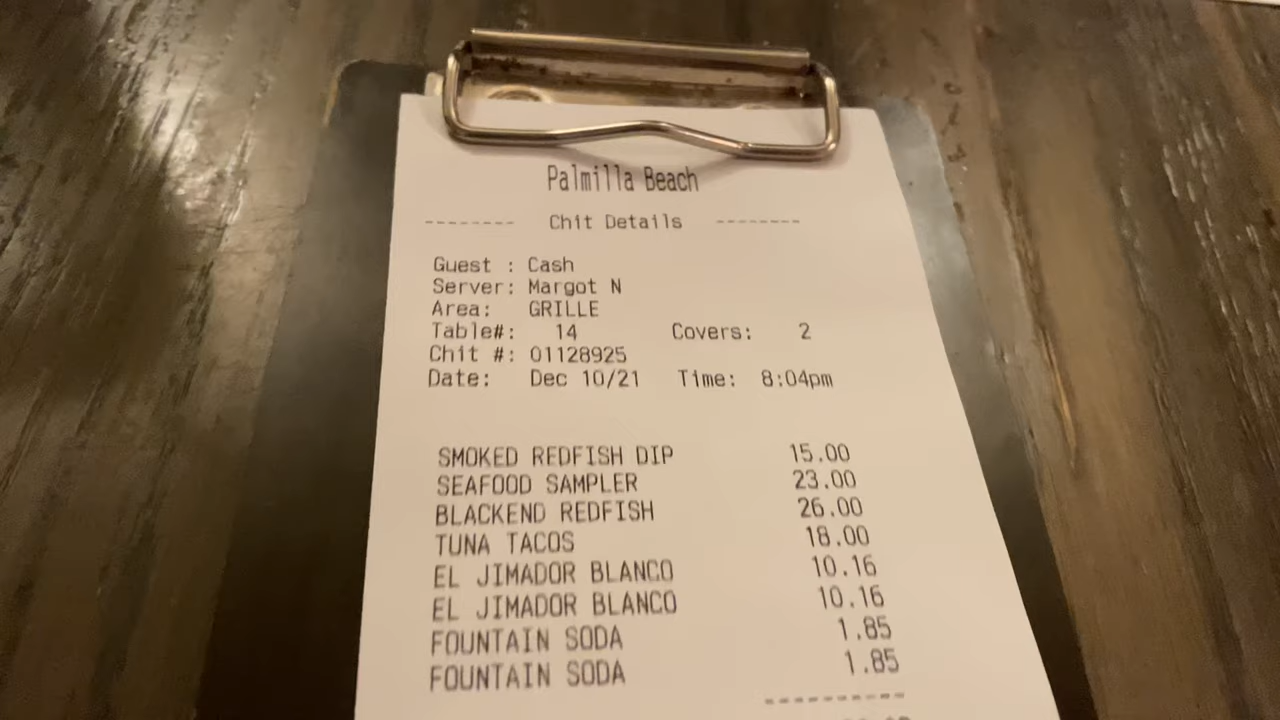 Palmilla Beach
-------- Chit Details --------
Guest : Cash
Server: Margot N
Area: GRILLE
Table#: 14 Covers: 2
Chit #: 01128925
Date: Dec 10/21 Time: 8:04pm
SMOKED REDFISH DIP 15.00
SEAFOOD SAMPLER 23.00
BLACKEND REDFISH 26.00
TUNA TACOS 18.00
EL JIMADOR BLANCO 10.16
EL JIMADOR BLANCO 10.16
FOUNTAIN SODA 1.85
FOUNTAIN SODA 1.85
----------